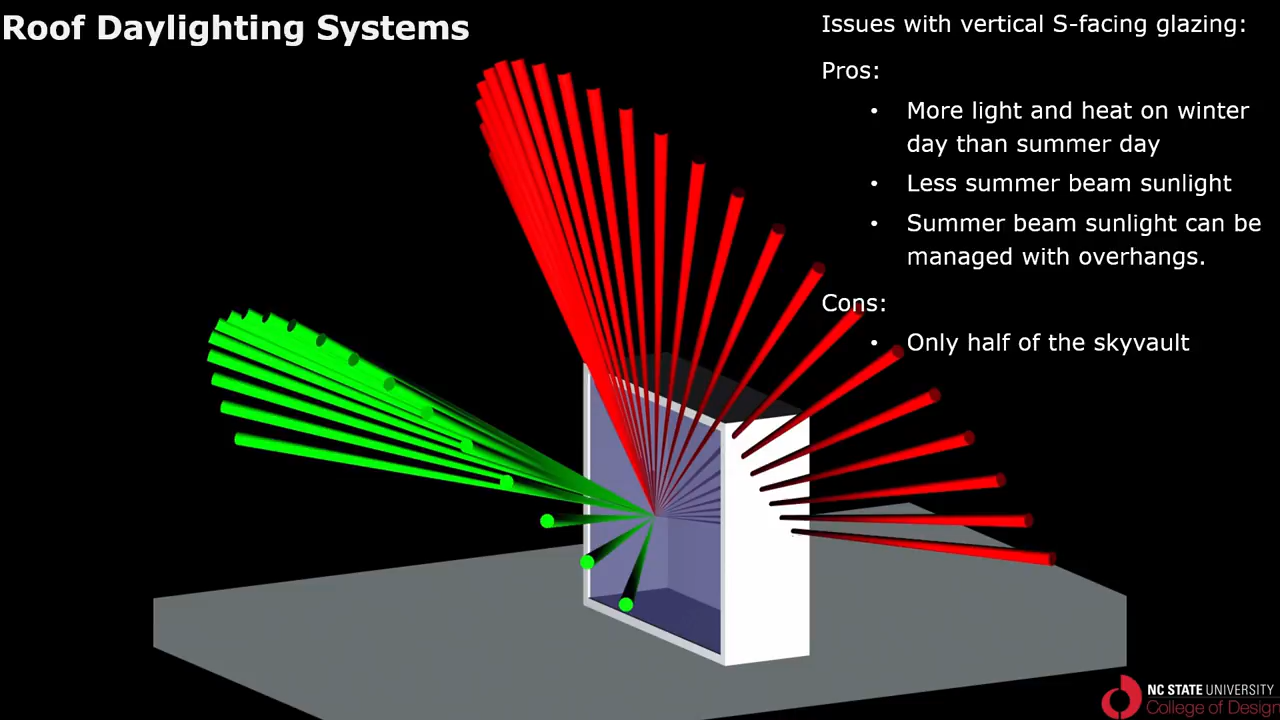 Roof Daylighting Systems
Issues with vertical S-facing glazing:
Pros:
• More light and heat on winter
day than summer day
• Less summer beam sunlight
• Summer beam sunlight can be
managed with overhangs.
Cons:
• Only half of the skyvault
NC STATE UNIVERSITY
College of Design